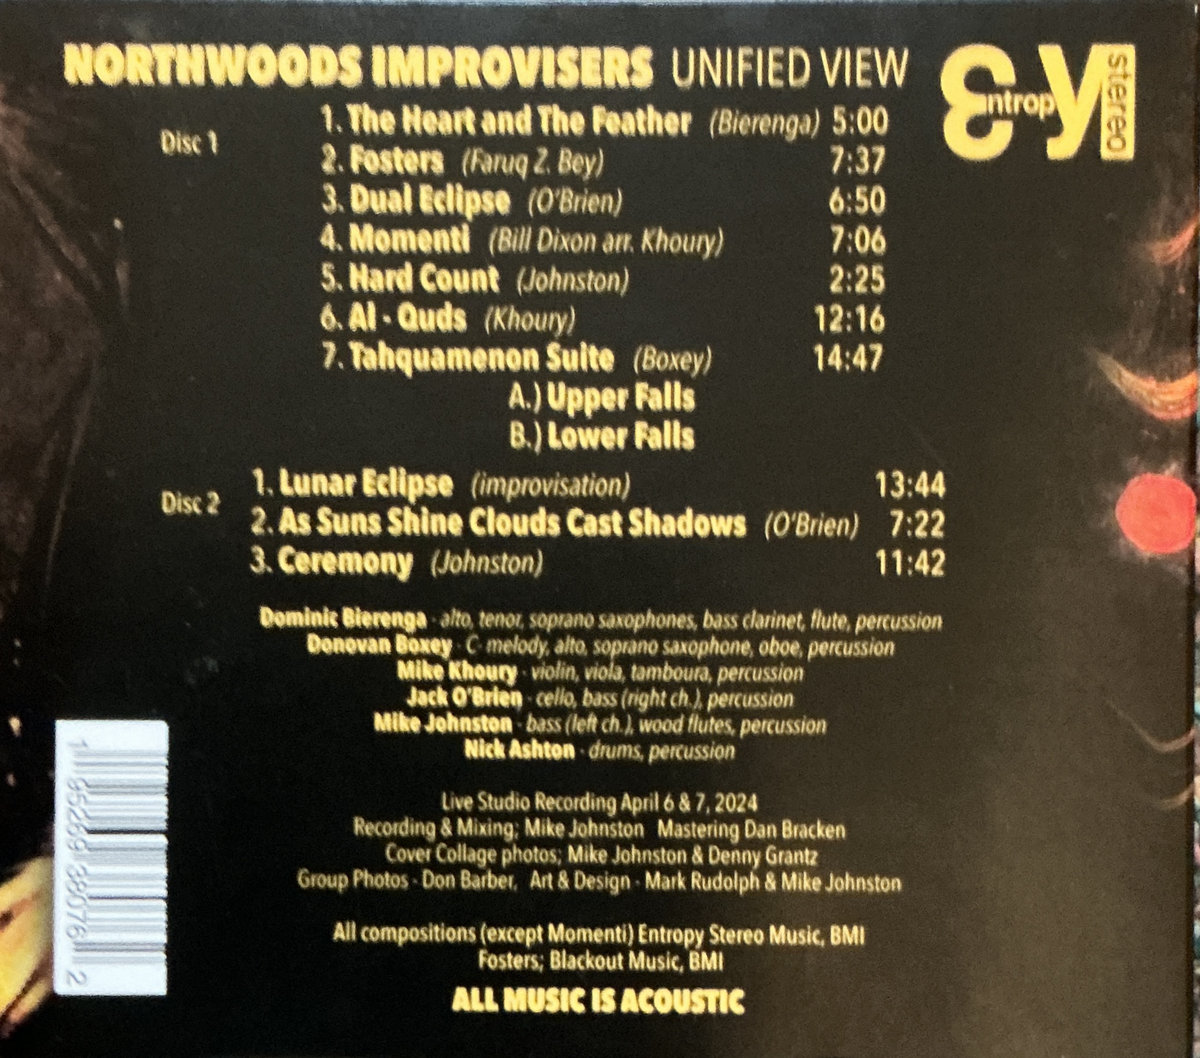 NORTHWOODS IMPROVISERS UNIFIED VIEW
Entropy stereo
Disc 1
1. The Heart and The Feather (Bierenga) 5:00
2. Fosters (Faruq Z. Bey) 7:37
3. Dual Eclipse (O'Brien) 6:50
4. Momenti (Bill Dixon arr. Khoury) 7:06
5. Hard Count (Johnston) 2:25
6. Al - Quds (Khoury) 12:16
7. Tahquamenon Suite (Boxey) 14:47
A.) Upper Falls
B.) Lower Falls
Disc 2
1. Lunar Eclipse (improvisation) 13:44
2. As Suns Shine Clouds Cast Shadows (O'Brien) 7:22
3. Ceremony (Johnston) 11:42
Dominic Bierenga - alto, tenor, soprano saxophones, bass clarinet, flute, percussion
Donovan Boxey - C- melody, alto, soprano saxophone, oboe, percussion
Mike Khoury - violin, viola, tamboura, percussion
Jack O'Brien - cello, bass (right ch.), percussion
Mike Johnston - bass (left ch.), wood flutes, percussion
Nick Ashton - drums, percussion
Live Studio Recording April 6 & 7, 2024
Recording & Mixing; Mike Johnston Mastering Dan Bracken
Cover Collage photos; Mike Johnston & Denny Grantz
Group Photos - Don Barber, Art & Design - Mark Rudolph & Mike Johnston
All compositions (except Momenti) Entropy Stereo Music, BMI
Fosters; Blackout Music, BMI
ALL MUSIC IS ACOUSTIC
1 95269 38076 2